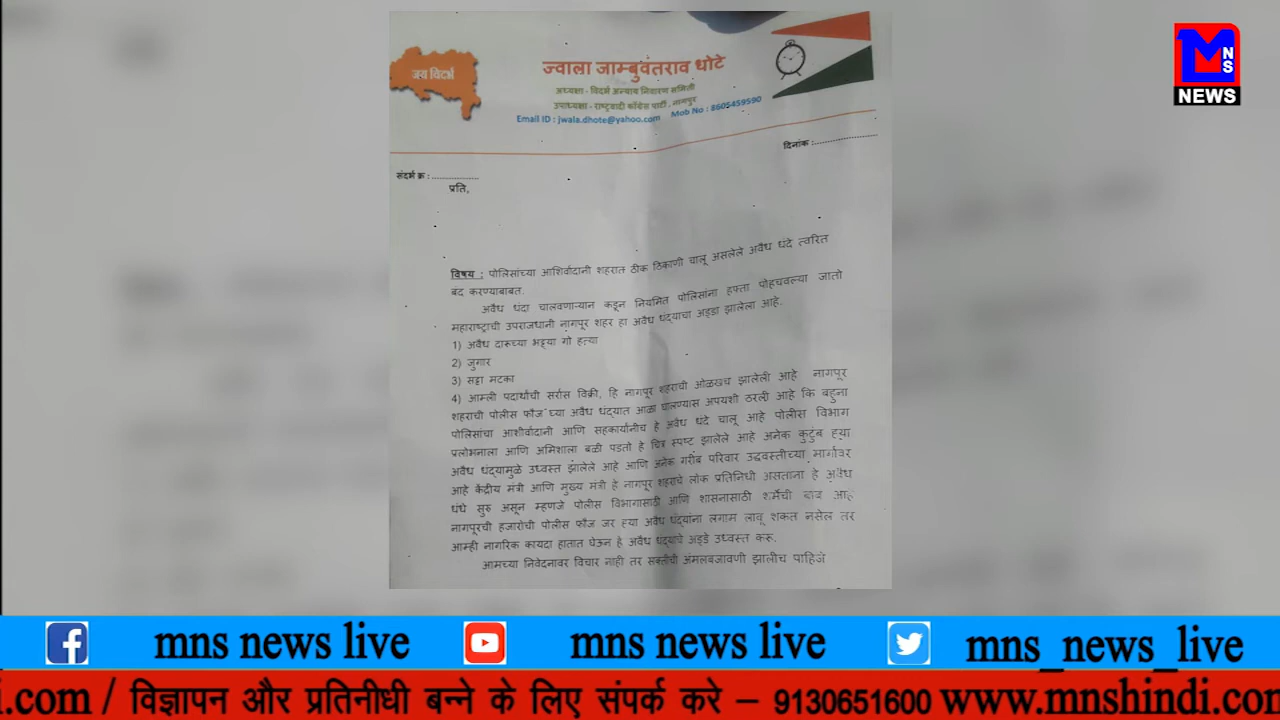 जय विदर्भ
ज्वाला जाम्बुवंतराव धोटे
अध्यक्षा - विदर्भ अन्याय निवारण समिती
उपाध्यक्षा - राष्ट्रवादी काँग्रेस पार्टी , नागपुर
Email ID : jwala.dhote@yahoo.com Mob No : 8605459590
M NS
NEWS
दिनांक :....................
संदर्भ क्र : ................
प्रति,
विषय : पोलिसांच्या आशिर्वादानी शहरात ठीक ठिकाणी चालू असलेले अवैध धंदे त्वरित
बंद करण्याबाबत.
अवैध धंदा चालवणाऱ्यान कडून नियमित पोलिसांना हफ्ता पोहचवल्या जातो
महाराष्ट्राची उपराजधानी नागपूर शहर हा अवैध धंद्याचा अड्डा झालेला आहे.
1) अवैध दारूच्या भट्ट्या गो हत्या
2) जुगार
3) सट्टा मटका
4) आम्ली पदार्थाची सर्रास विक्री, हि नागपूर शहराची ओळखच झालेली आहे नागपूर
शहराची पोलीस फौज ह्या अवैध धंद्यात आळा घालण्यास अपयशी ठरली आहे कि बहुना
पोलिसांचा आशीर्वादानी आणि सहकार्यानीच हे अवैध धंदे चालू आहे पोलीस विभाग
प्रलोभनाला आणि अमिशाला बळी पडतो हे चित्र स्पष्ट झालेले आहे अनेक कुटुंब ह्या
अवैध धंद्यामुळे उध्वस्त झालेले आहे आणि अनेक गरीब परिवार उद्धवस्तीच्या मार्गावर
आहे केंद्रीय मंत्री आणि मुख्य मंत्री हे नागपूर शहराचे लोक प्रतिनिधी असताना हे अवैध
धंधे सुरु असून म्हणजे पोलीस विभागासाठी आणि शासनासाठी शर्मेची बाब आहे
नागपूरची हजारोची पोलीस फौज जर ह्या अवैध धंद्यांना लगाम लावू शकत नसेल तर
आम्ही नागरिक कायदा हातात घेऊन हे अवैध धंद्याचे अड्डे उध्वस्त करू.
आमच्या निवेदनावर विचार नाही तर सक्तीची अंमलबजावणी झालीच पाहिजे
mns news live mns news live mns_news_live
i.com / विज्ञापन और प्रतिनीधी बन्ने के लिए संपर्क करे – 9130651600 www.mnshindi.com